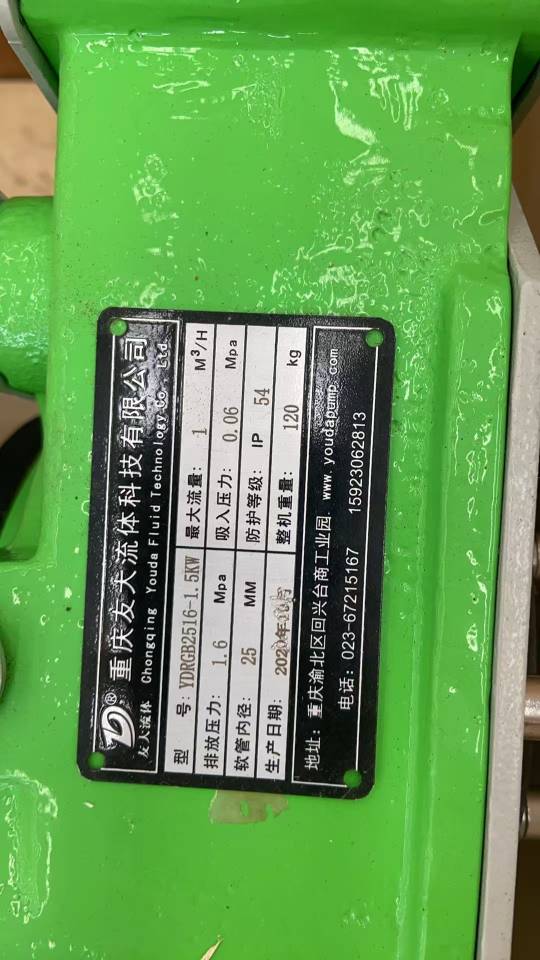 重庆友大流体科技有限公司
友大流体 Chongqing Youda Fluid Technology Co Ltd.
型 号: YDRGB2516-1.5KW 最大流量: 1 M³/H
排放压力: 1.6 Mpa 吸入压力: 0.06 Mpa
软管内径: 25 MM 防护等级: IP 54
生产日期: 整机重量: 120 kg
地址: 重庆渝北区回兴台商工业园 www.youdapump.com
电话: 023-67215167 15923062813